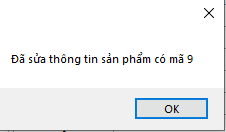 Đã sửa thông tin sản phẩm có mã 9
OK